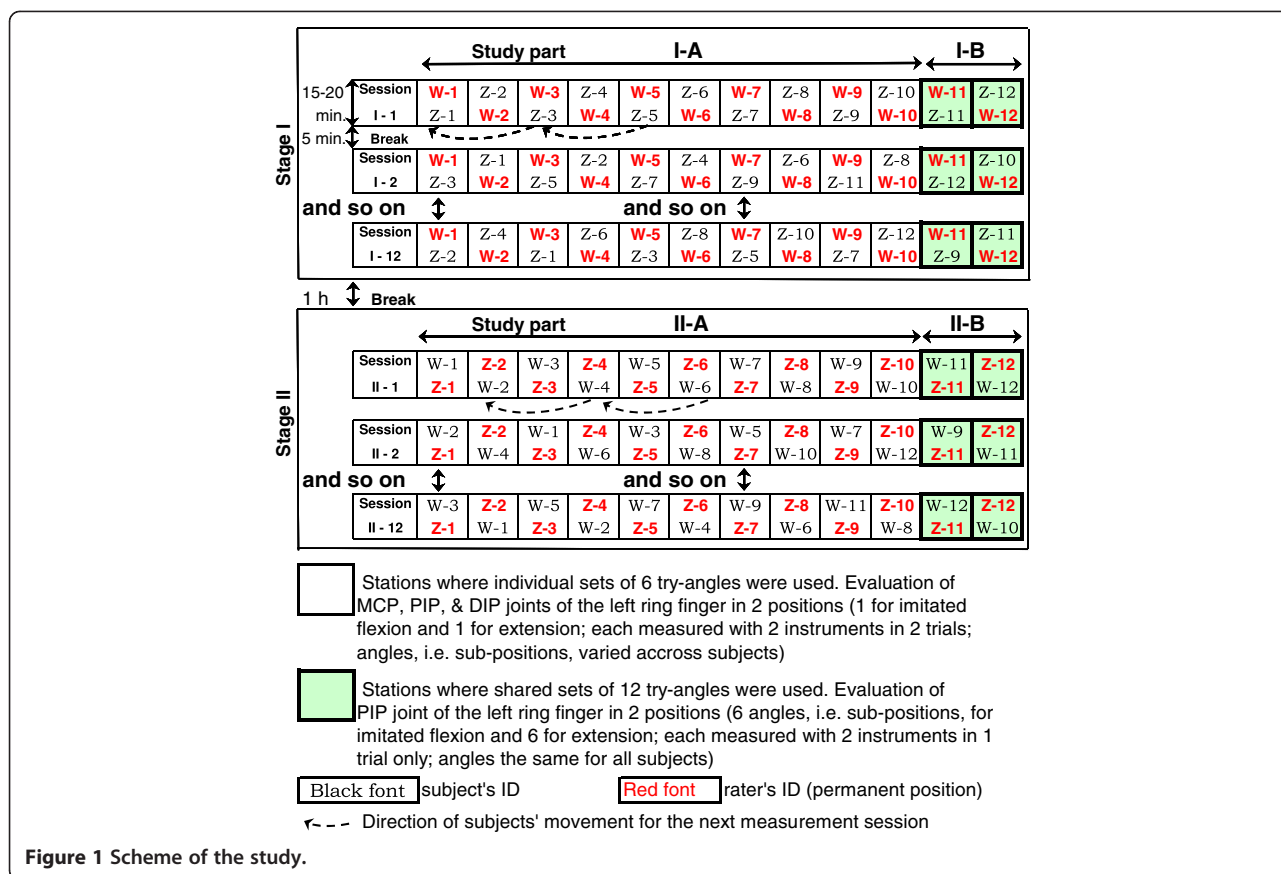 Study part I-A I-B
15-20 Session W-1 Z-2 W-3 Z-4 W-5 Z-6 W-7 Z-8 W-9 Z-10 W-11 Z-12
min. I - 1 Z-1 W-2 Z-3 W-4 Z-5 W-6 Z-7 W-8 Z-9 W-10 Z-11 W-12
5 min. Break
Stage I
Session W-1 Z-1 W-3 Z-2 W-5 Z-4 W-7 Z-6 W-9 Z-8 W-11 Z-10
I - 2 Z-3 W-2 Z-5 W-4 Z-7 W-6 Z-9 W-8 Z-11 W-10 Z-12 W-12
and so on and so on
Session W-1 Z-4 W-3 Z-6 W-5 Z-8 W-7 Z-10 W-9 Z-12 W-11 Z-11
I - 12 Z-2 W-2 Z-1 W-4 Z-3 W-6 Z-5 W-8 Z-7 W-10 Z-9 W-12
1 h Break
Study part II-A II-B
Session W-1 Z-2 W-3 Z-4 W-5 Z-6 W-7 Z-8 W-9 Z-10 W-11 Z-12
II - 1 Z-1 W-2 Z-3 W-4 Z-5 W-6 Z-7 W-8 Z-9 W-10 Z-11 W-12
Stage II
Session W-2 Z-2 W-1 Z-4 W-3 Z-6 W-5 Z-8 W-7 Z-10 W-9 Z-12
II - 2 Z-1 W-4 Z-3 W-6 Z-5 W-8 Z-7 W-10 Z-9 W-12 Z-11 W-11
and so on and so on
Session W-3 Z-2 W-5 Z-4 W-7 Z-6 W-9 Z-8 W-11 Z-10 W-12 Z-12
II - 12 Z-1 W-1 Z-3 W-2 Z-5 W-4 Z-7 W-6 Z-9 W-8 Z-11 W-10
Stations where individual sets of 6 try-angles were used. Evaluation of
MCP, PIP, & DIP joints of the left ring finger in 2 positions (1 for imitated
flexion and 1 for extension; each measured with 2 instruments in 2 trials;
angles, i.e. sub-positions, varied accross subjects)
Stations where shared sets of 12 try-angles were used. Evaluation of
PIP joint of the left ring finger in 2 positions (6 angles, i.e. sub-positions, for
imitated flexion and 6 for extension; each measured with 2 instruments in 1
trial only; angles the same for all subjects)
Black font subject's ID Red font rater's ID (permanent position)
Direction of subjects' movement for the next measurement session
Figure 1 Scheme of the study.